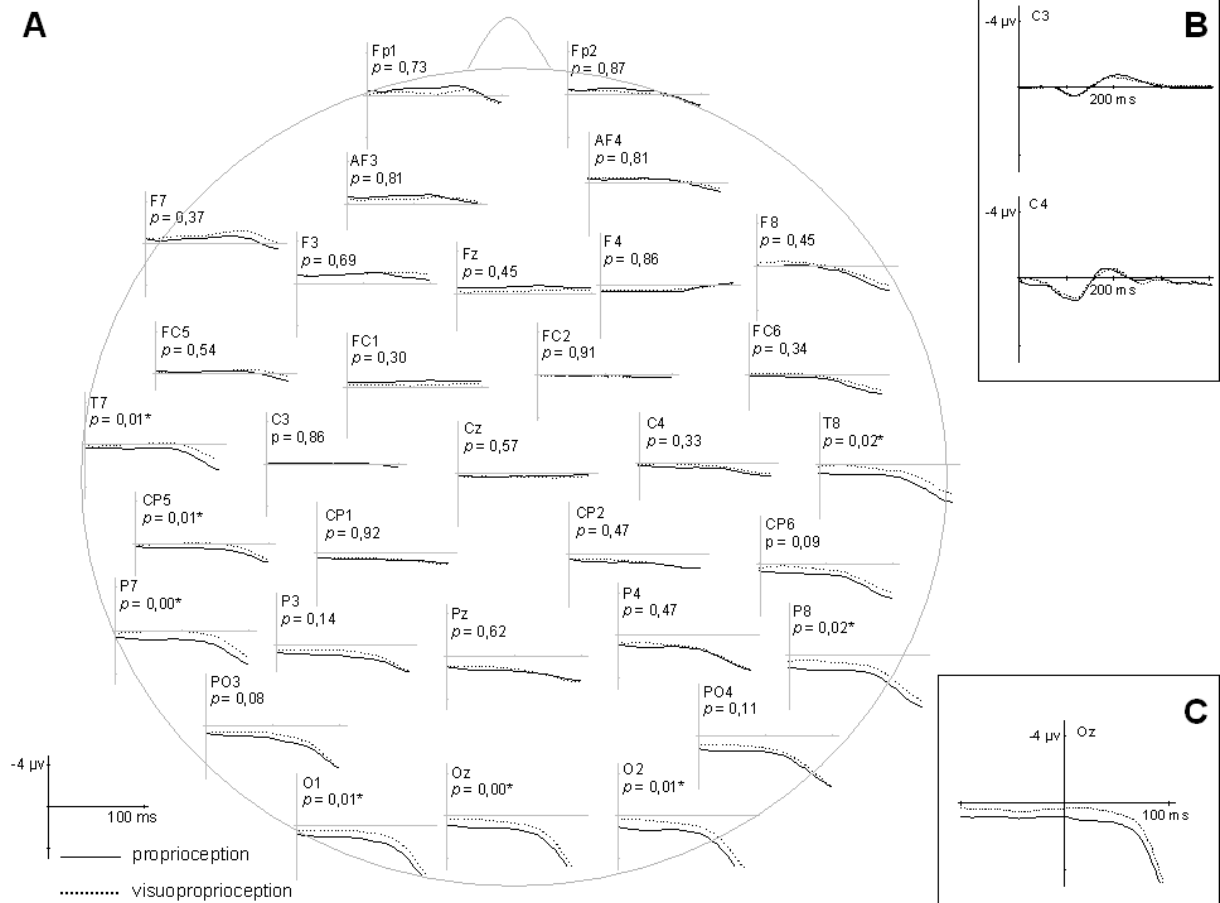 A
Fp1
p = 0,73
Fp2
p = 0,87
AF3
p = 0,81
AF4
p = 0,81
F7
p = 0,37
F3
p = 0,69
Fz
p = 0,45
F4
p = 0,86
F8
p = 0,45
FC5
p = 0,54
FC1
p = 0,30
FC2
p = 0,91
FC6
p = 0,34
T7
p = 0,01*
C3
p = 0,86
Cz
p = 0,57
C4
p = 0,33
T8
p = 0,02*
CP5
p = 0,01*
CP1
p = 0,92
CP2
p = 0,47
CP6
p = 0,09
P7
p = 0,00*
P3
p = 0,14
Pz
p = 0,62
P4
p = 0,47
P8
p = 0,02*
PO3
p = 0,08
PO4
p = 0,11
O1
p = 0,01*
Oz
p = 0,00*
O2
p = 0,01*
-4 µv
100 ms
proprioception
visuoproprioception
B
-4 µv
C3
200 ms
-4 µv
C4
200 ms
C
-4 µv
Oz
100 ms